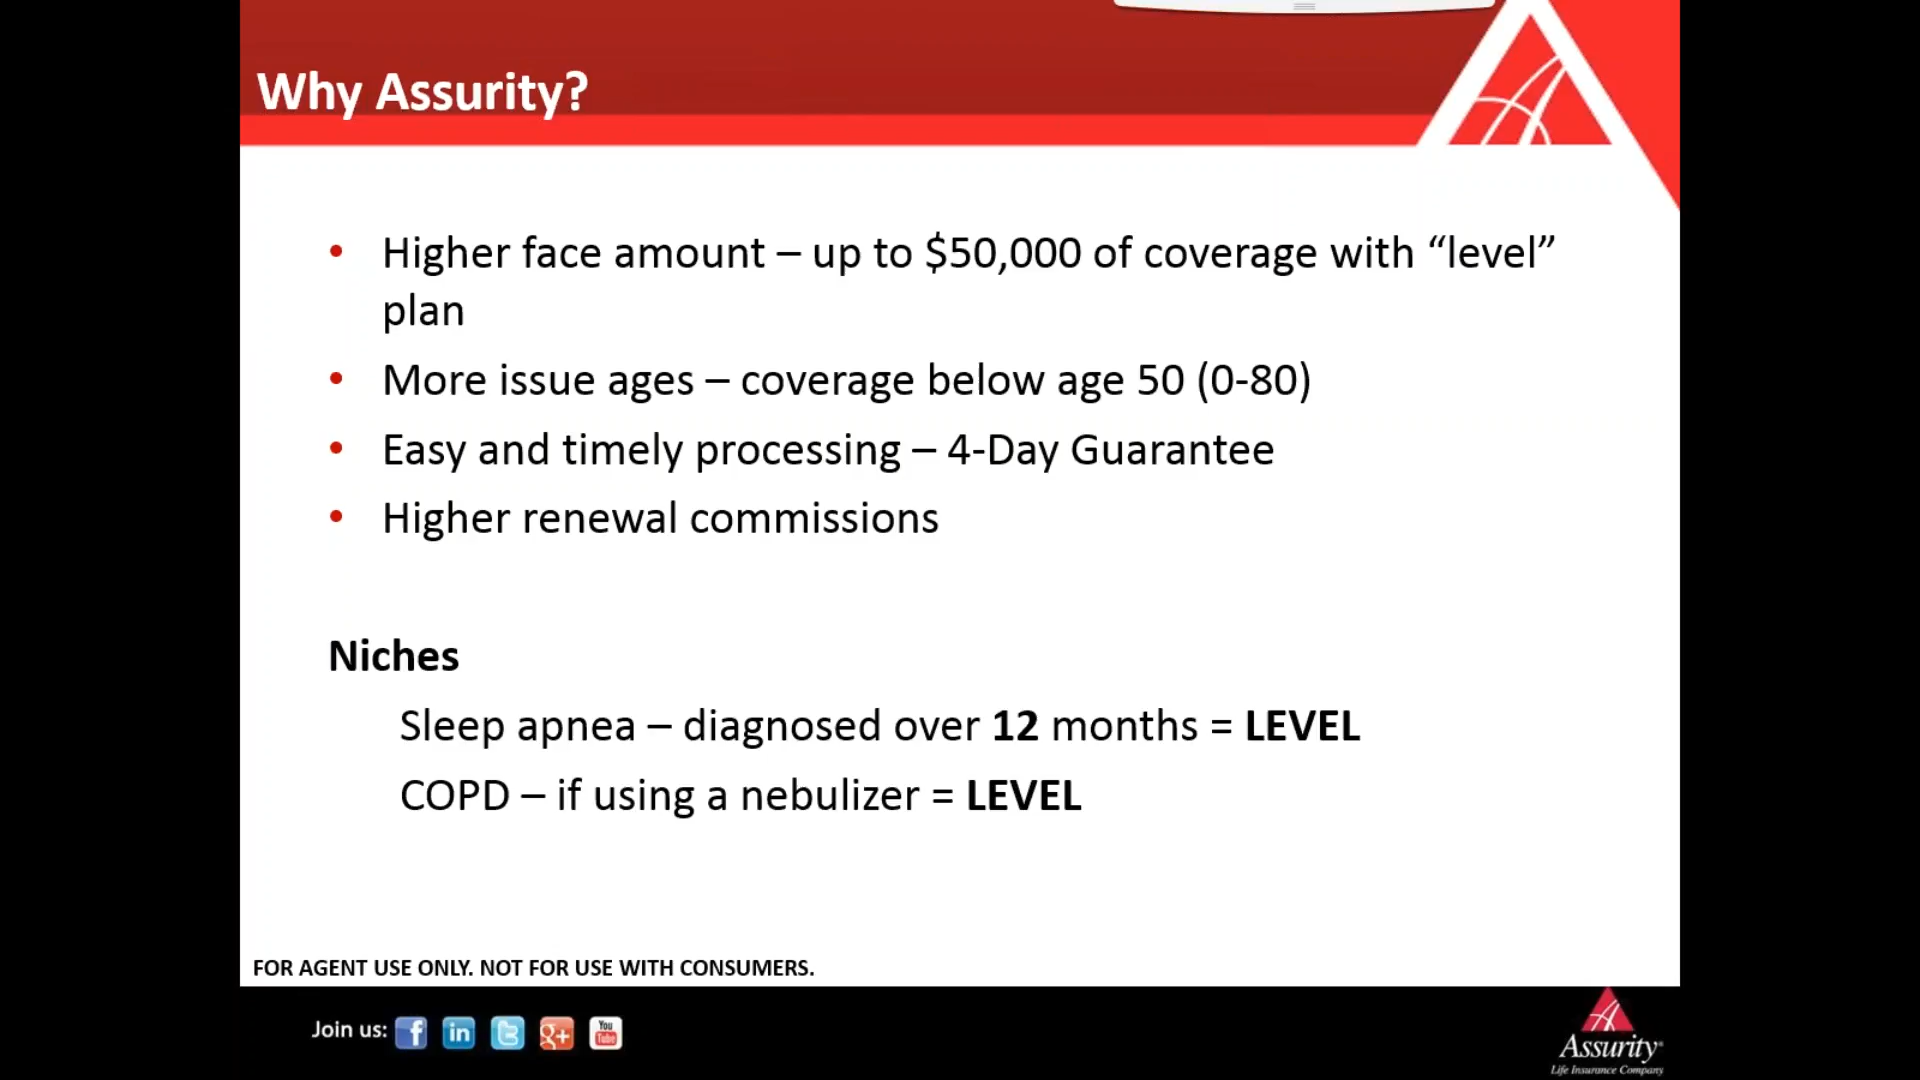 Why Assurity?
• Higher face amount – up to $50,000 of coverage with “level”
plan
• More issue ages – coverage below age 50 (0-80)
• Easy and timely processing – 4-Day Guarantee
• Higher renewal commissions
Niches
Sleep apnea – diagnosed over 12 months = LEVEL
COPD – if using a nebulizer = LEVEL
FOR AGENT USE ONLY. NOT FOR USE WITH CONSUMERS.
Join us: f in t g+ You Tube
Assurity®
Life Insurance Company